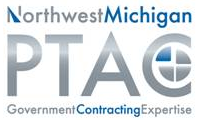 NorthwestMichigan
PTAC
GovernmentContractingExpertise